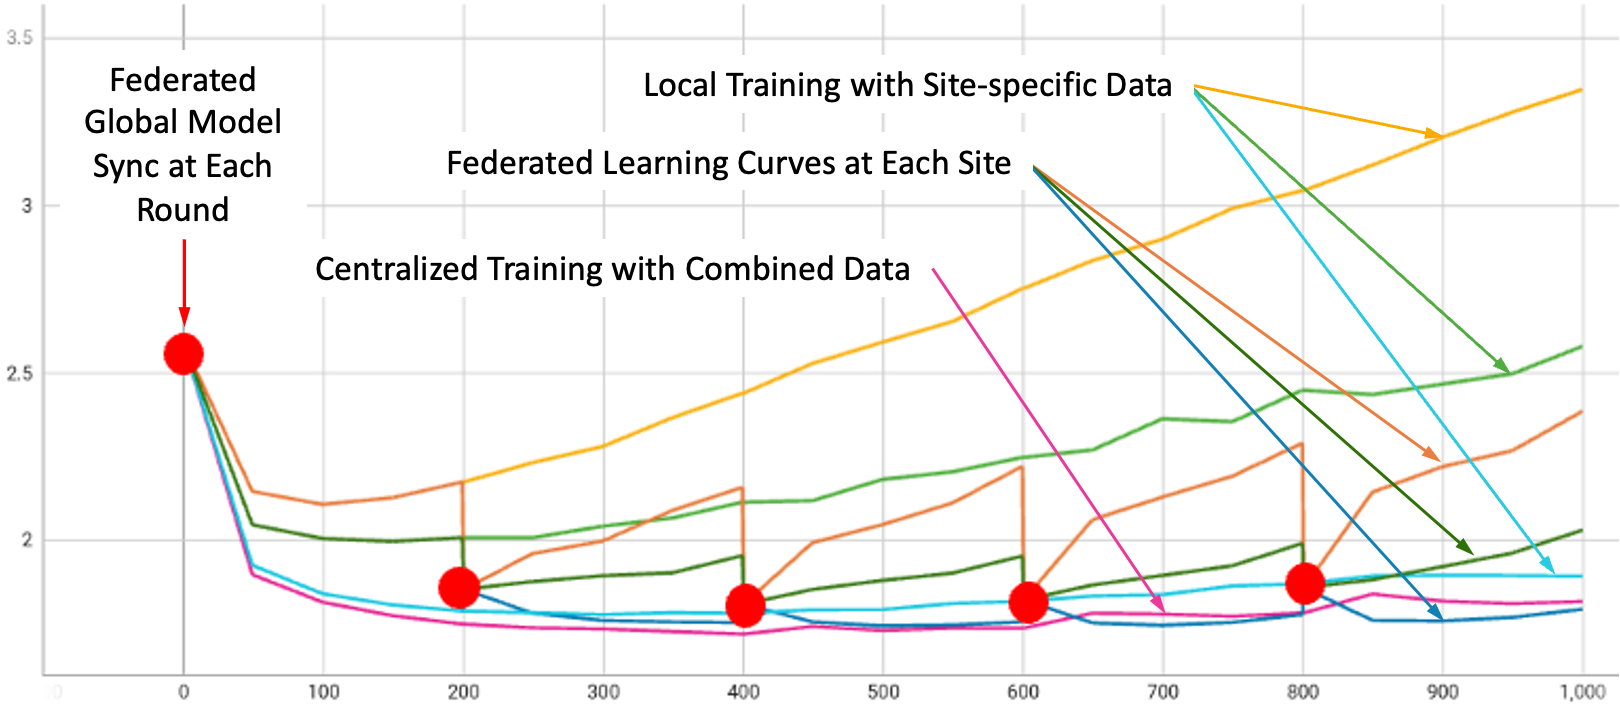 3.5
3
2.5
2
Federated
Global Model
Sync at Each
Round
Local Training with Site-specific Data
Federated Learning Curves at Each Site
Centralized Training with Combined Data
0 100 200 300 400 500 600 700 800 900 1,000